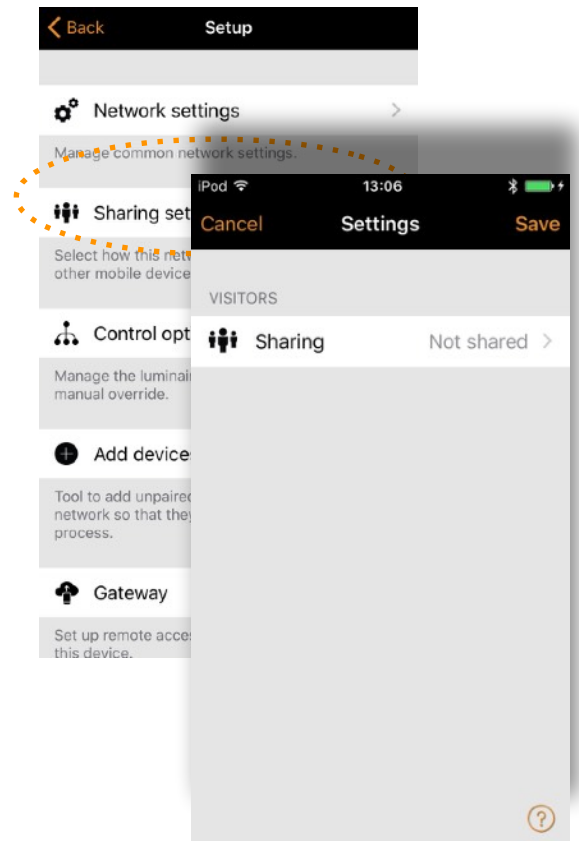 Back
Setup
Network settings
Manage common network settings.
Sharing set
Select how this netw
other mobile device
Control opt
Manage the luminai
manual override.
Add device
Tool to add unpaired
network so that they
process.
Gateway
Set up remote acce
this device.
iPod
13:06
Cancel
Settings
Save
VISITORS
Sharing
Not shared
?